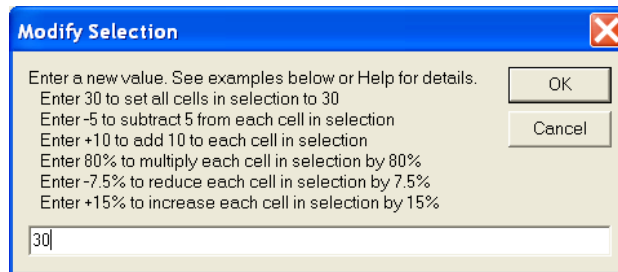 Modify Selection
Enter a new value. See examples below or Help for details.
Enter 30 to set all cells in selection to 30
Enter -5 to subtract 5 from each cell in selection
Enter +10 to add 10 to each cell in selection
Enter 80% to multiply each cell in selection by 80%
Enter -7.5% to reduce each cell in selection by 7.5%
Enter +15% to increase each cell in selection by 15%
OK
Cancel
30